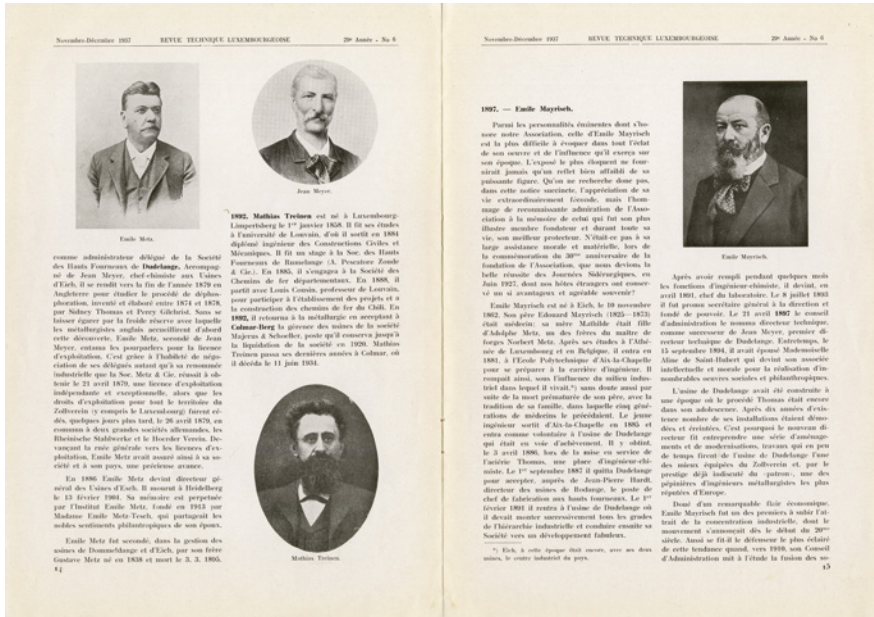 Novembre-Décembre 1937 REVUE TECHNIQUE LUXEMBOURGEOISE 29e Année - No 6
Emile Metz.
comme administrateur délégué de la Société
des Hauts Fourneaux de Dudelange. Accompag-
né de Jean Meyer, chef-chimiste aux Usines
d'Eich, il se rendit vers la fin de l'année 1879 en
Angleterre pour étudier le procédé de déphos-
phoration, inventé et élaboré entre 1874 et 1878,
par Sidney Thomas et Percy Gilchrist. Sans se
laisser égarer par la froide réserve avec laquelle
les métallurgistes anglais accueillirent d'abord
cette découverte, Emile Metz, secondé de Jean
Meyer, entama les pourparlers pour la licence
d'exploitation. C'est grâce à l'habileté de négo-
ciation de ses délégués autant qu'à sa renommée
industrielle que la Soc. Metz & Cie. réussit à ob-
tenir le 21 avril 1879, une licence d'exploitation
indépendante et exceptionnelle, alors que les
droits d'exploitation pour tout le territoire du
Zollverein (y compris le Luxembourg) furent cé-
dés, quelques jours plus tard, le 26 avril 1879, en
commun à deux grandes sociétés allemandes, les
Rheinische Stahlwerke et le Hoerder Verein. De-
vançant la ruée générale vers les licences d'ex-
ploitation, Emile Metz avait assuré ainsi à sa so-
ciété et à son pays, une précieuse avance.
En 1886 Emile Metz devint directeur gé-
néral des Usines d'Eich. Il mourut à Heidelberg
le 13 février 1904. Sa mémoire est perpétuée
par l'Institut Emile Metz, fondé en 1913 par
Madame Emile Metz-Tesch, qui partageait les
nobles sentiments philantropiques de son époux.
Emile Metz fut secondé, dans la gestion des
usines de Dommeldange et d'Eich, par son frère
Gustave Metz né en 1838 et mort le 3. 3. 1895.
14
Jean Meyer.
1892. Mathias Treinen est né à Luxembourg-
Limpertsberg le 1er janvier 1858. Il fit ses études
à l'université de Louvain, d'où il sortit en 1884
diplômé ingénieur des Constructions Civiles et
Mécaniques. Il fit un stage à la Soc. des Hauts
Fourneaux de Rumelange (A. Pescatore Zonde
& Cie.). En 1885, il s'engagea à la Société des
Chemins de fer départementaux. En 1888, il
partit avec Louis Cousin, professeur de Louvain,
pour participer à l'établissement des projets et a
la construction des chemins de fer du Chili. En
1892, il retourna à la métallurgie en acceptant à
Colmar-Berg la gérence des usines de la société
Majerus & Schoeller, poste qu'il conserva jusqu'à
la liquidation de la société en 1920. Mathias
Treinen passa ses dernières années à Colmar, où
il décéda le 11 juin 1934.
Mathias Treinen.
Novembre-Décembre 1937 REVUE TECHNIQUE LUXEMBOURGEOISE 29e Année - No 6
1897. — Emile Mayrisch.
Parmi les personnalités éminentes dont s'ho-
nore notre Association, celle d'Emile Mayrisch
est la plus difficile à évoquer dans tout l'éclat
de son oeuvre et de l'influence qu'il exerça sur
son époque. L'exposé le plus éloquent ne four-
nirait jamais qu'un reflet bien affaibli de sa
puissante figure. Qu'on ne recherche donc pas,
dans cette notice succincte, l'appréciation de sa
vie extraordinairement féconde, mais l'hom-
mage de reconnaissante admiration de l'Asso-
ciation à la mémoire de celui qui fut son plus
illustre membre fondateur et durant toute sa
vie, son meilleur protecteur. N'était-ce pas à sa
large assistance morale et matérielle, lors de
la commémoration du 30me anniversaire de la
fondation de l'Association, que nous devions la
belle réussite des Journées Sidérurgiques, en
Juin 1927, dont nos hôtes étrangers ont conser-
vé un si avantageux et agréable souvenir?
Emile Mayrisch est né à Eich, le 10 novembre
1862. Son père Edouard Mayrisch (1825—1873)
était médecin; sa mère Mathilde était fille
d'Adolphe Metz, un des frères du maître de
forges Norbert Metz. Après ses études à l'Athé-
née de Luxembourg et en Belgique, il entra en
1881, à l'Ecole Polytechnique d'Aix-la-Chapelle
pour se préparer à la carrière d'ingénieur. Il
rompait ainsi, sous l'influence du milieu indus-
triel dans lequel il vivait,*) sans doute aussi par
suite de la mort prématurée de son père, avec la
tradition de sa famille, dans laquelle cinq géné-
rations de médecins le précédaient. Le jeune
ingénieur sortit d'Aix-la-Chapelle en 1885 et
entra comme volontaire à l'usine de Dudelange
qui était en voie d'achèvement. Il y obtint,
le 3 avril 1886, lors de la mise en service de
l'aciérie Thomas, une place d'ingénieur-chi-
miste. Le 1er septembre 1887 il quitta Dudelange
pour accepter, auprès de Jean-Pierre Hardt,
directeur des usines de Rodange, le poste de
chef de fabrication aux hauts fourneaux. Le 1er
février 1891 il rentra à l'usine de Dudelange où
il devait monter successivement tous les grades
de l'hiérarchie industrielle et conduire ensuite sa
Société vers un développement fabuleux.
*) Eich, à cette époque était encore, avec ses deux
usines, le centre industriel du pays.
Emile Mayrisch.
Après avoir rempli pendant quelques mois
les fonctions d'ingénieur-chimiste, il devint, en
avril 1891, chef du laboratoire. Le 8 juillet 1893
il fut promu secrétaire général à la direction et
fondé de pouvoir. Le 21 avril 1897 le conseil
d'administration le nomma directeur technique,
comme successeur de Jean Meyer, premier di-
recteur technique de Dudelange. Entretemps, le
15 septembre 1894, il avait épousé Mademoiselle
Aline de Saint-Hubert qui devint son associée
intellectuelle et morale pour la réalisation d'in-
nombrables oeuvres sociales et philanthropiques.
L'usine de Dudelange avait été construite à
une époque où le procédé Thomas était encore
dans son adolescence. Après dix années d'exis-
tence nombre de ses installations étaient démo-
dées et éreintées. C'est pourquoi le nouveau di-
recteur fit entreprendre une série d'aménage-
ments et de modernisations, travaux qui en peu
de temps firent de l'usine de Dudelange l'une
des mieux équipées du Zollverein et, par le
prestige déjà indiscuté du «patron», une des
pépinières d'ingénieurs métallurgistes les plus
réputées d'Europe.
Doué d'un remarquable flair économique,
Emile Mayrisch fut un des premiers à subir l'at-
trait de la concentration industrielle, dont le
mouvement s'annonçait dès le début du 20me
siècle. Aussi se fit-il le défenseur le plus éclairé
de cette tendance quand, vers 1910, son Conseil
d'Administration mit à l'étude la fusion des so-
15